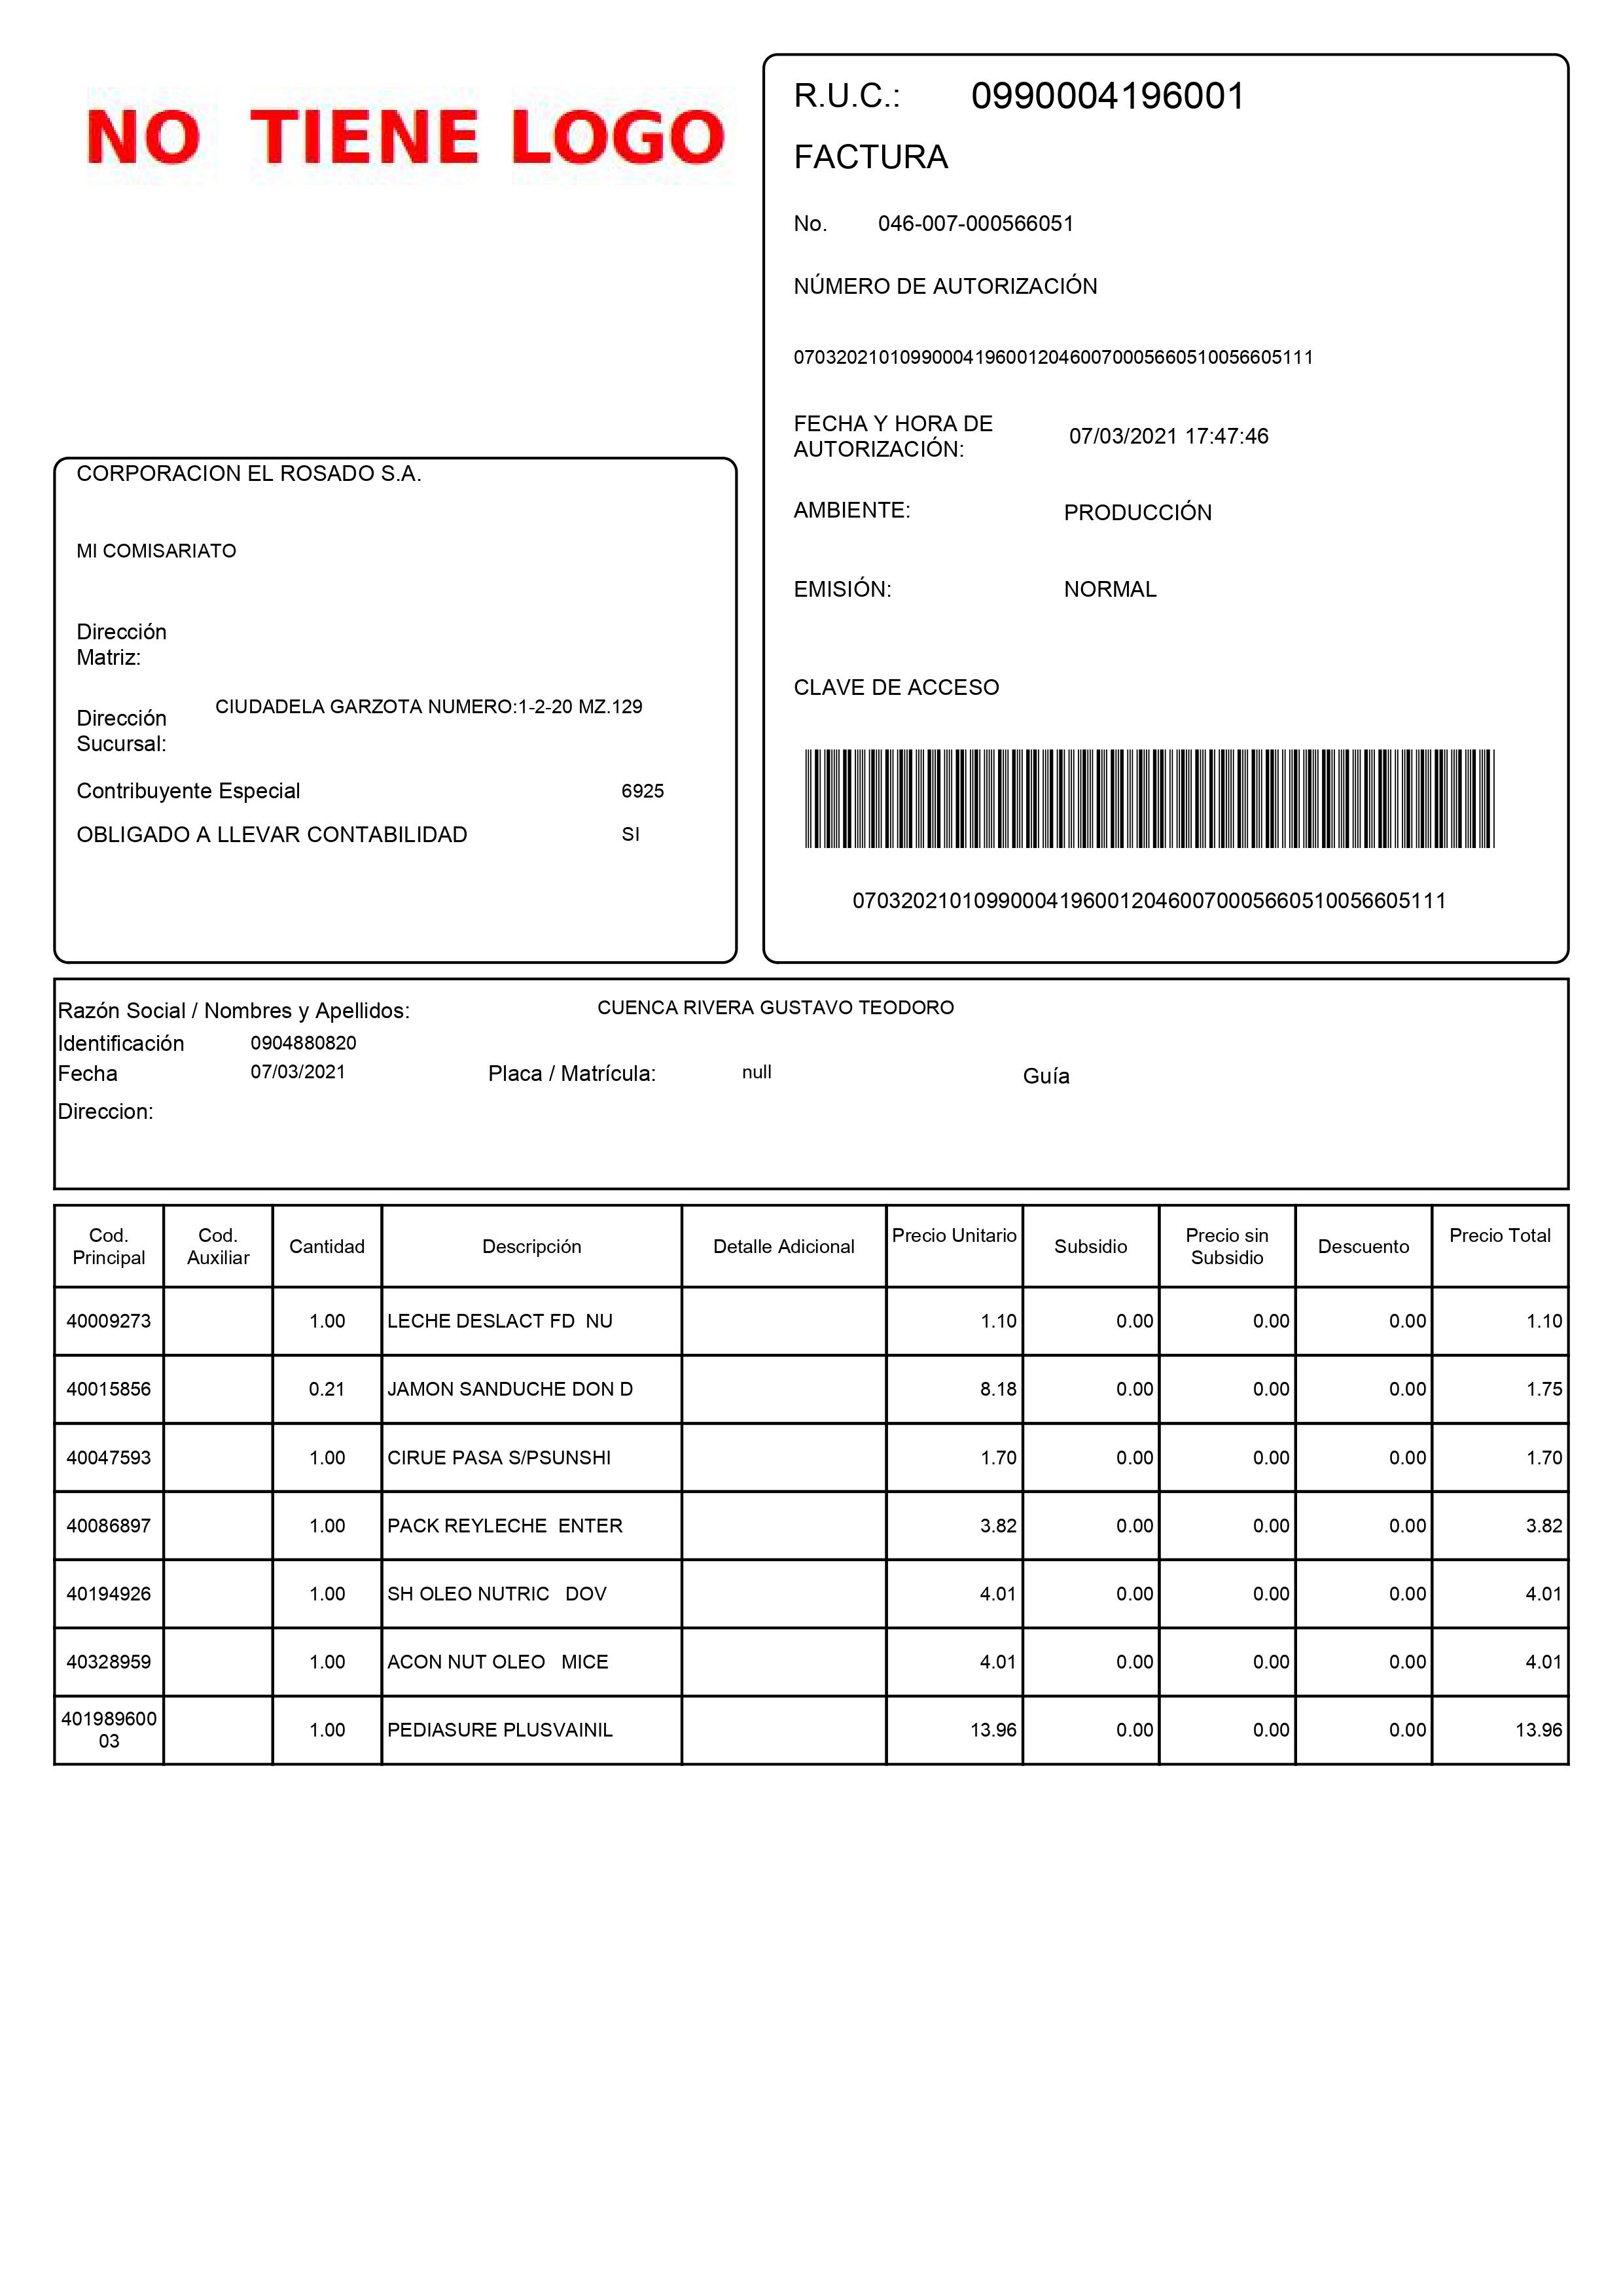 NO TIENE LOGO
R.U.C.: 0990004196001
FACTURA
No. 046-007-000566051
NÚMERO DE AUTORIZACIÓN
0703202101099000419600120460070005660510056605111
FECHA Y HORA DE
AUTORIZACIÓN: 07/03/2021 17:47:46
AMBIENTE: PRODUCCIÓN
EMISIÓN: NORMAL
CLAVE DE ACCESO
0703202101099000419600120460070005660510056605111
CORPORACION EL ROSADO S.A.
MI COMISARIATO
Dirección
Matriz:
Dirección CIUDADELA GARZOTA NUMERO:1-2-20 MZ.129
Sucursal:
Contribuyente Especial 6925
OBLIGADO A LLEVAR CONTABILIDAD SI
Razón Social / Nombres y Apellidos: CUENCA RIVERA GUSTAVO TEODORO
Identificación 0904880820
Fecha 07/03/2021 Placa / Matrícula: null Guía
Direccion:
Cod. Principal Cod. Auxiliar Cantidad Descripción Detalle Adicional Precio Unitario Subsidio Precio sin Subsidio Descuento Precio Total
40009273 1.00 LECHE DESLACT FD NU 1.10 0.00 0.00 0.00 1.10
40015856 0.21 JAMON SANDUCHE DON D 8.18 0.00 0.00 0.00 1.75
40047593 1.00 CIRUE PASA S/PSUNSHI 1.70 0.00 0.00 0.00 1.70
40086897 1.00 PACK REYLECHE ENTER 3.82 0.00 0.00 0.00 3.82
40194926 1.00 SH OLEO NUTRIC DOV 4.01 0.00 0.00 0.00 4.01
40328959 1.00 ACON NUT OLEO MICE 4.01 0.00 0.00 0.00 4.01
40198960003 1.00 PEDIASURE PLUSVAINIL 13.96 0.00 0.00 0.00 13.96